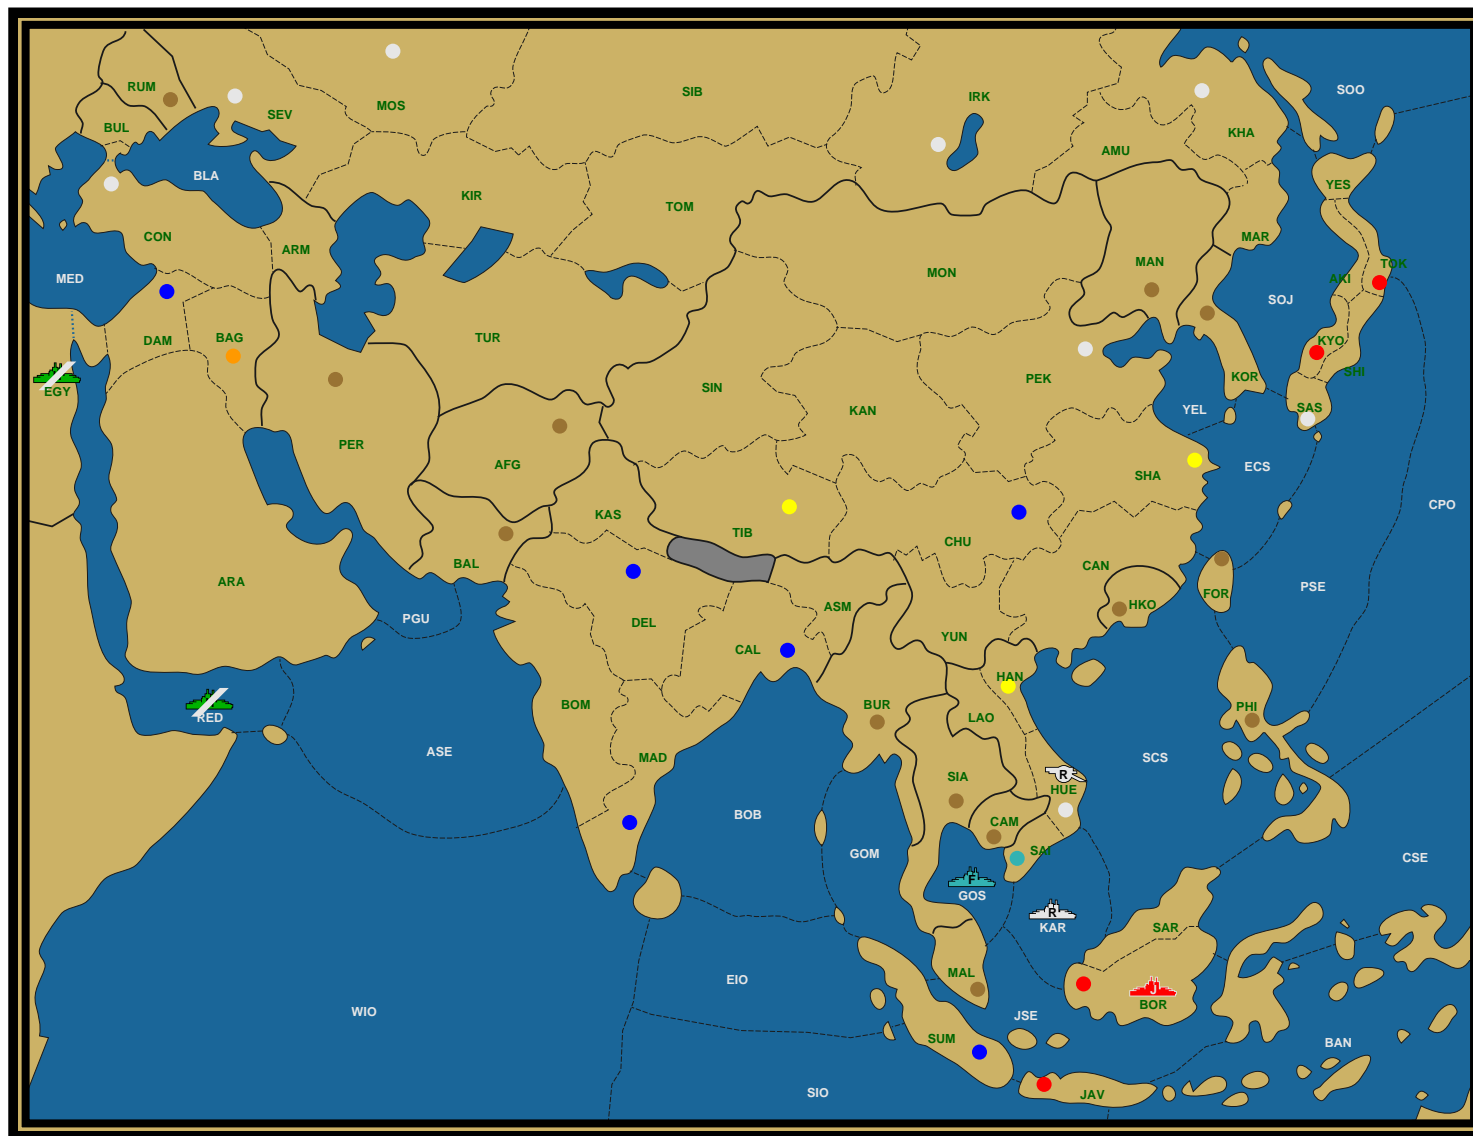 RUM
SEV
MOS
SIB
IRK
SOO
BUL
KHA
AMU
BLA
YES
KIR
TOM
CON
ARM
MAR
MED
MON
MAN
TOK
AKI
SOJ
DAM
BAG
TUR
KYO
EGY
SIN
PEK
KOR
SHI
KAN
YEL
SAS
PER
AFG
SHA
ECS
KAS
TIB
CPO
BAL
CHU
CAN
ARA
PSE
PGU
DEL
ASM
HKO
FOR
CAL
YUN
HAN
BOM
BUR
LAO
PHI
RED
ASE
MAD
SCS
SIA
R
HUE
BOB
CAM
GOM
SAI
CSE
F
GOS
R
KAR
SAR
EIO
MAL
J
BOR
WIO
JSE
SUM
BAN
SIO
JAV